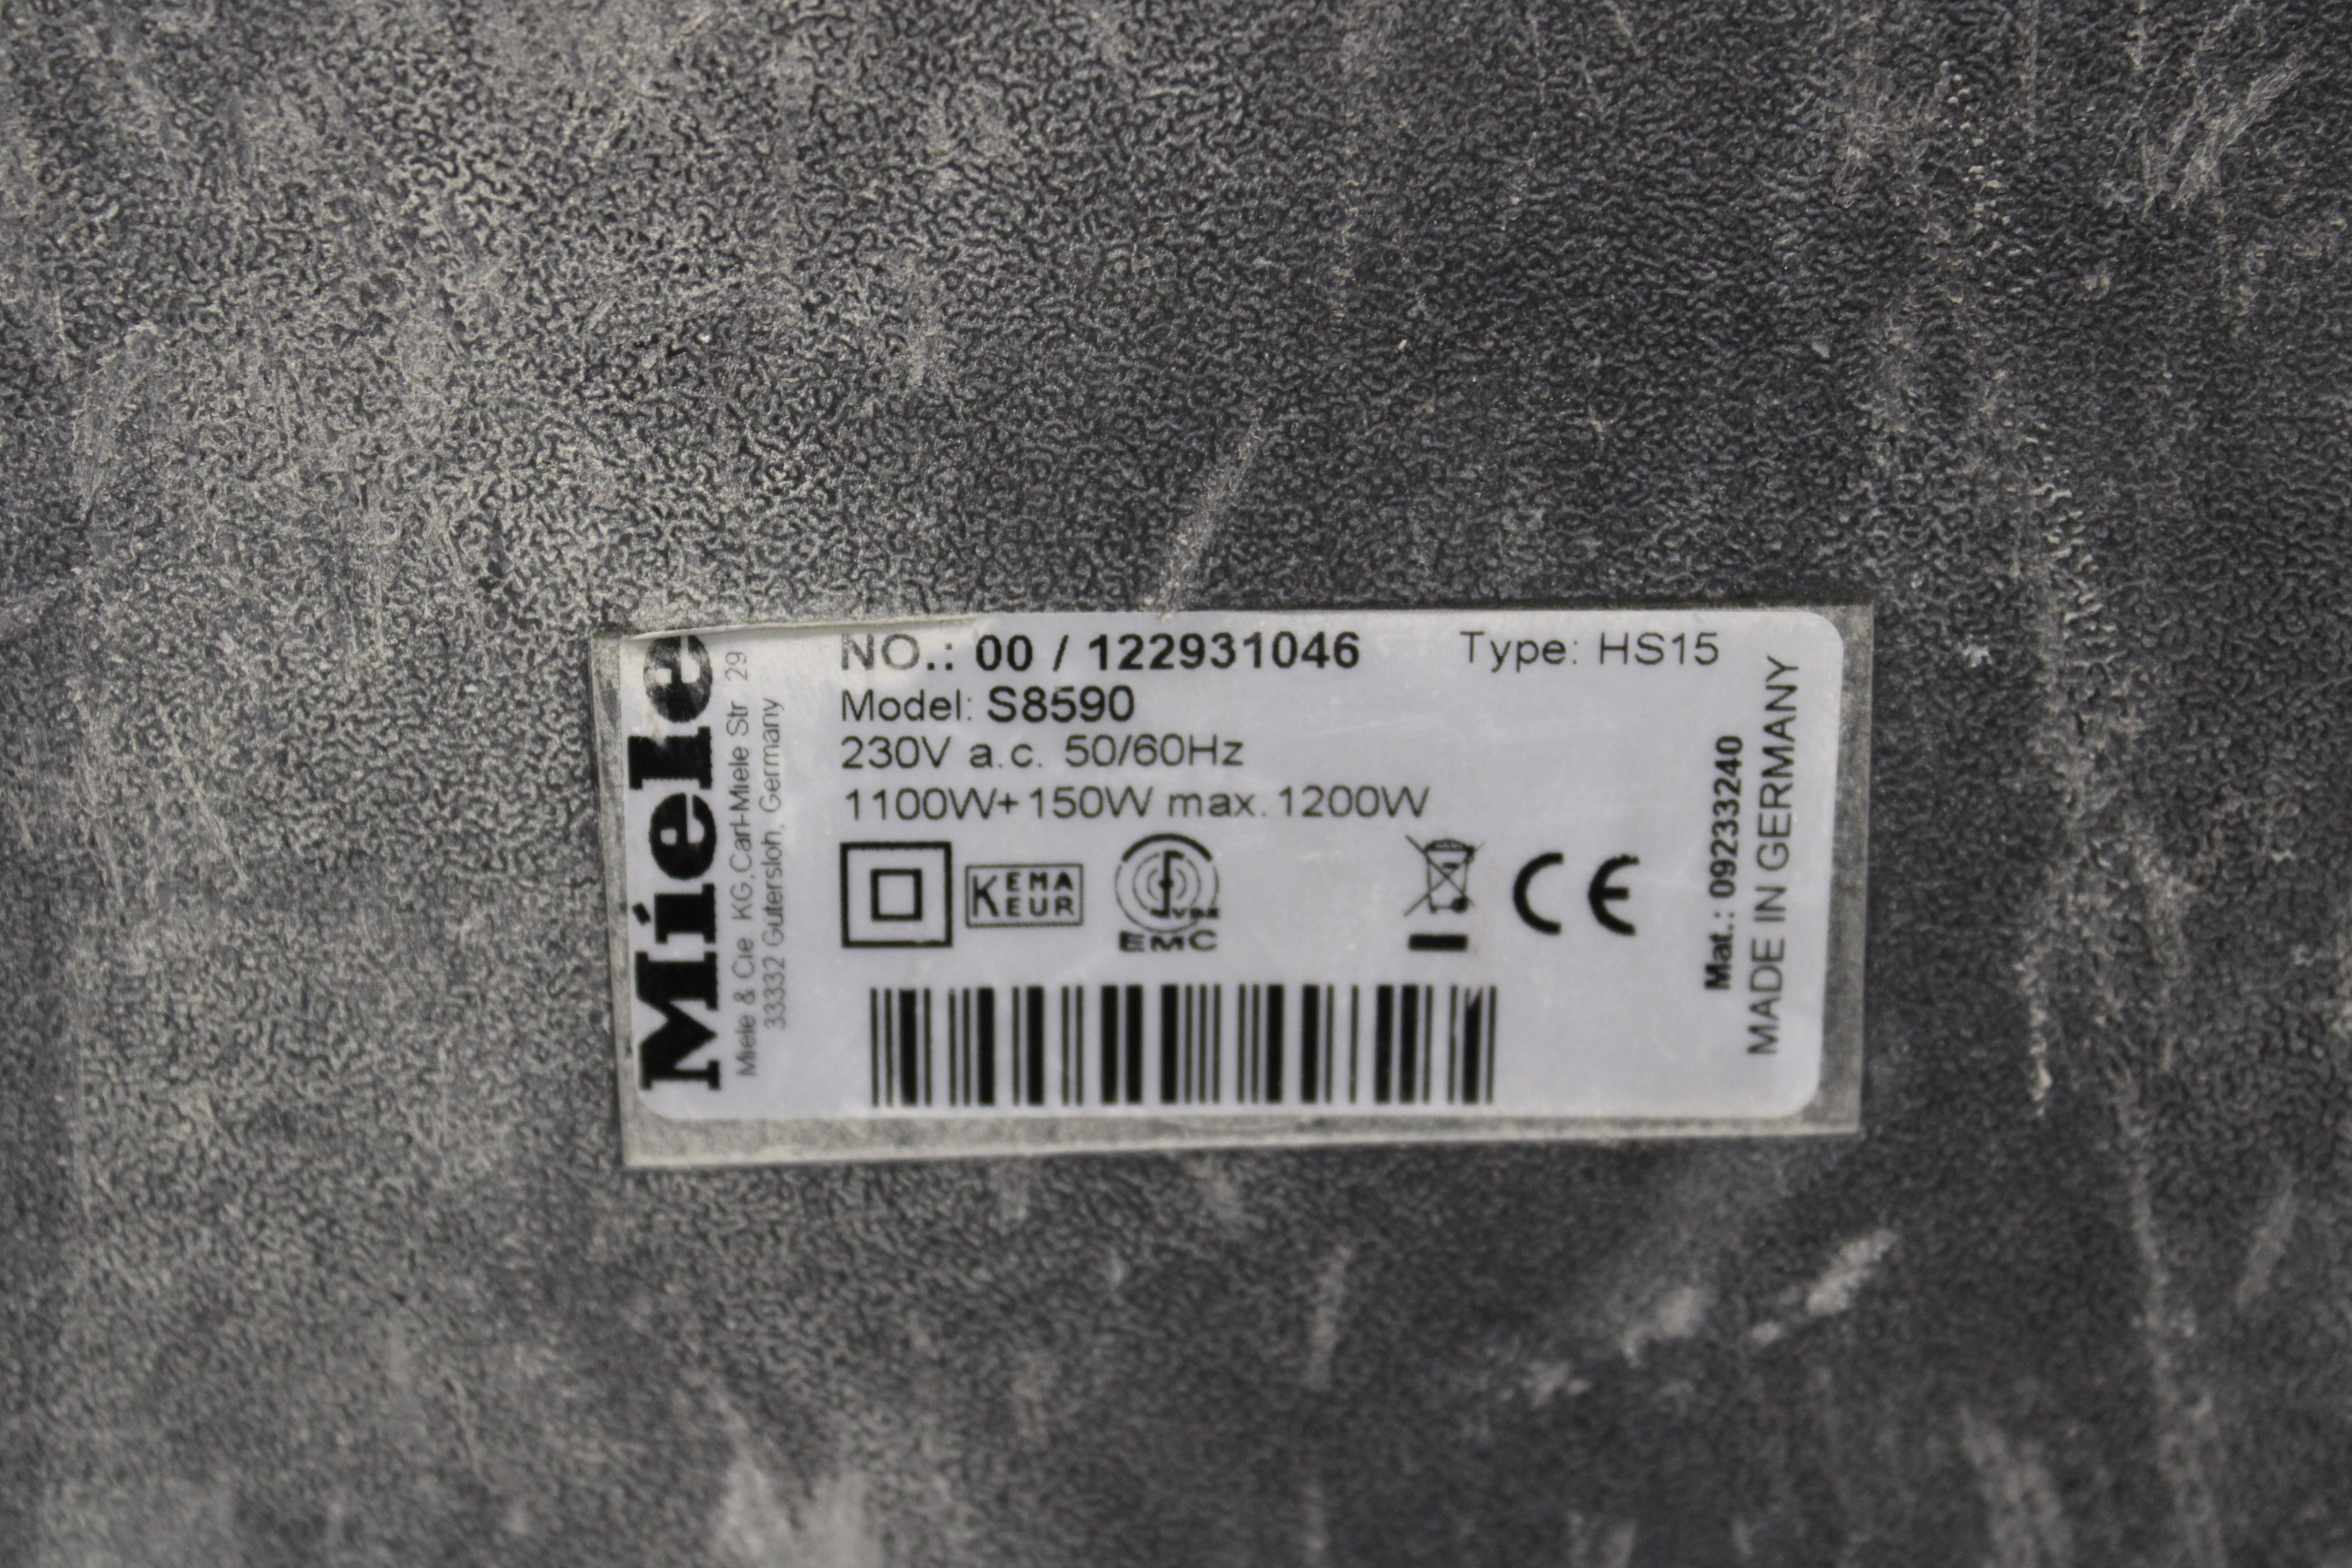 Miele
Miele & Cie KG, Carl-Miele Str 29
33332 Gutersloh, Germany
NO.: 00 / 122931046 Type: HS15
Model: S8590
230V a.c. 50/60Hz
1100W+150W max. 1200W
KEMA
KEUR
EMC
CE
Mat.: 09233240
MADE IN GERMANY